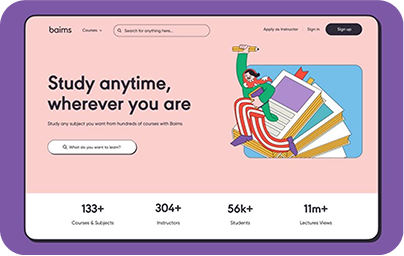 baims
Courses
Search for anything here...
Apply as Instructor
Sign in
Sign up
Study anytime,
wherever you are
Study any subject you want from hundreds of courses with Baims
What do you want to learn?
133+
304+
56k+
11m+
Courses & Subjects
Instructors
Students
Lectures Views